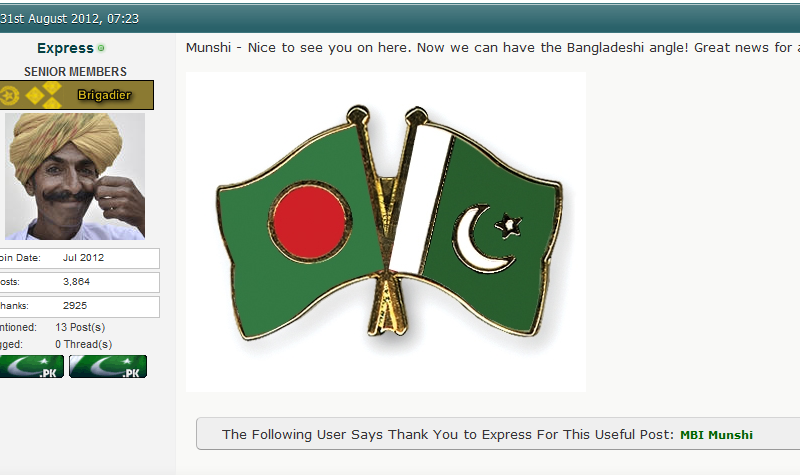 31st August 2012, 07:23
Express
SENIOR MEMBERS
Brigadier
Munshi - Nice to see you on here. Now we can have the Bangladeshi angle! Great news for a
oin Date: Jul 2012
osts: 3,864
hanks: 2925
ntioned: 13 Post(s)
gged: 0 Thread(s)
.PK .PK
The Following User Says Thank You to Express For This Useful Post: MBI Munshi